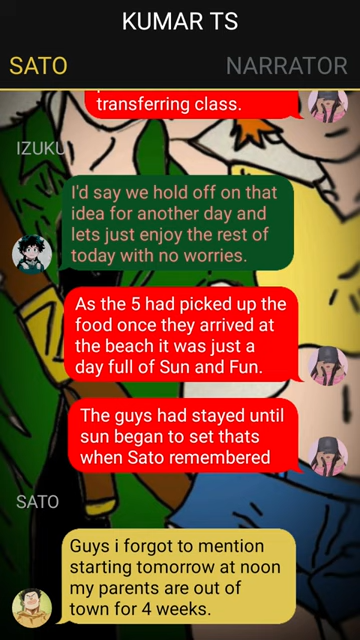 KUMAR TS
SATO NARRATOR
transferring class.
IZUKU
I'd say we hold off on that
idea for another day and
lets just enjoy the rest of
today with no worries.
As the 5 had picked up the
food once they arrived at
the beach it was just a
day full of Sun and Fun.
The guys had stayed until
sun began to set thats
when Sato remembered
SATO
Guys i forgot to mention
starting tomorrow at noon
my parents are out of
town for 4 weeks.